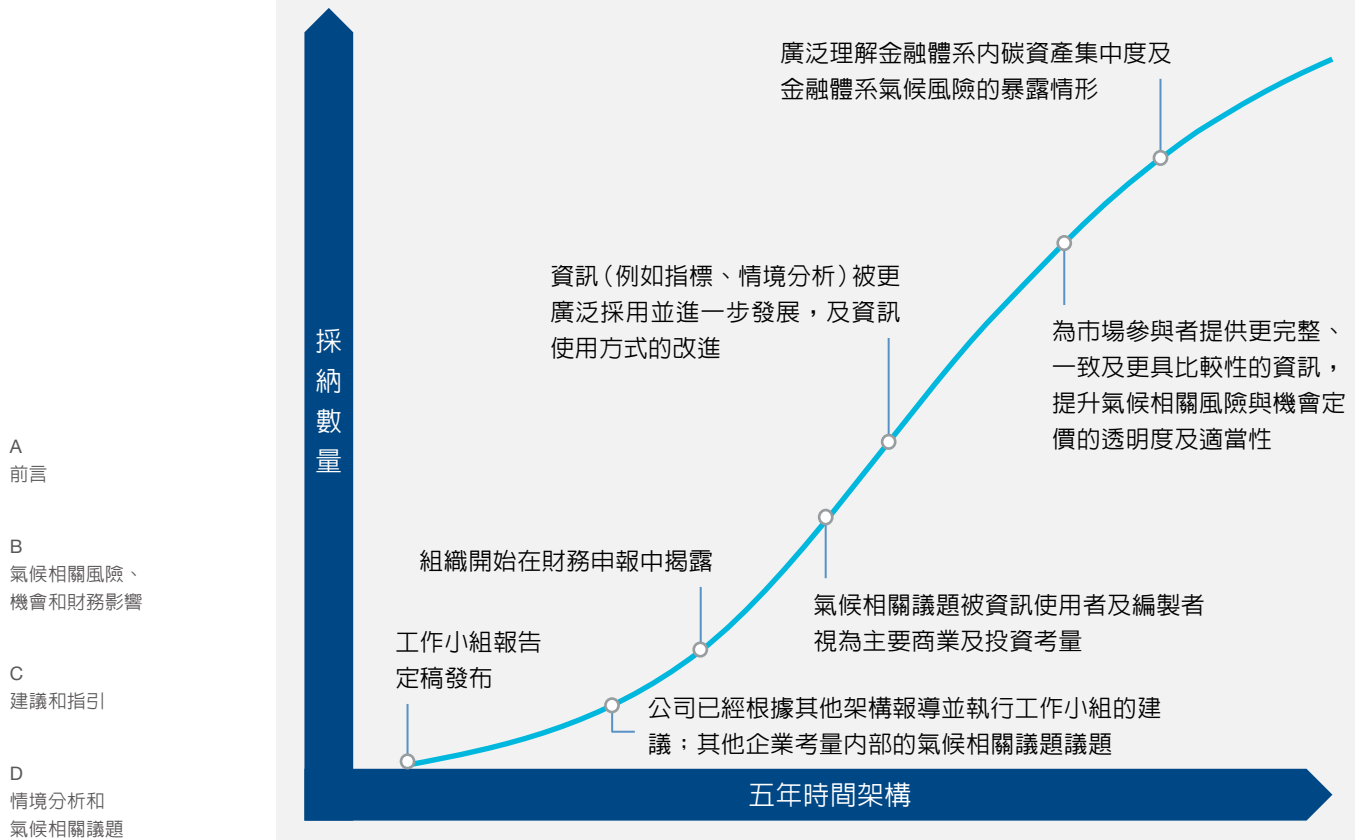 A
前言
B
氣候相關風險、
機會和財務影響
C
建議和指引
D
情境分析和
氣候相關議題
採納數量
廣泛理解金融體系內碳資產集中度及
金融體系氣候風險的暴露情形
資訊（例如指標、情境分析）被更
廣泛採用並進一步發展，及資訊
使用方式的改進
為市場參與者提供更完整、
一致及更具比較性的資訊，
提升氣候相關風險與機會定
價的透明度及適當性
組織開始在財務申報中揭露
氣候相關議題被資訊使用者及編製者
視為主要商業及投資考量
工作小組報告
定稿發布
公司已經根據其他架構報導並執行工作小組的建
議；其他企業考量內部的氣候相關議題議題
五年時間架構